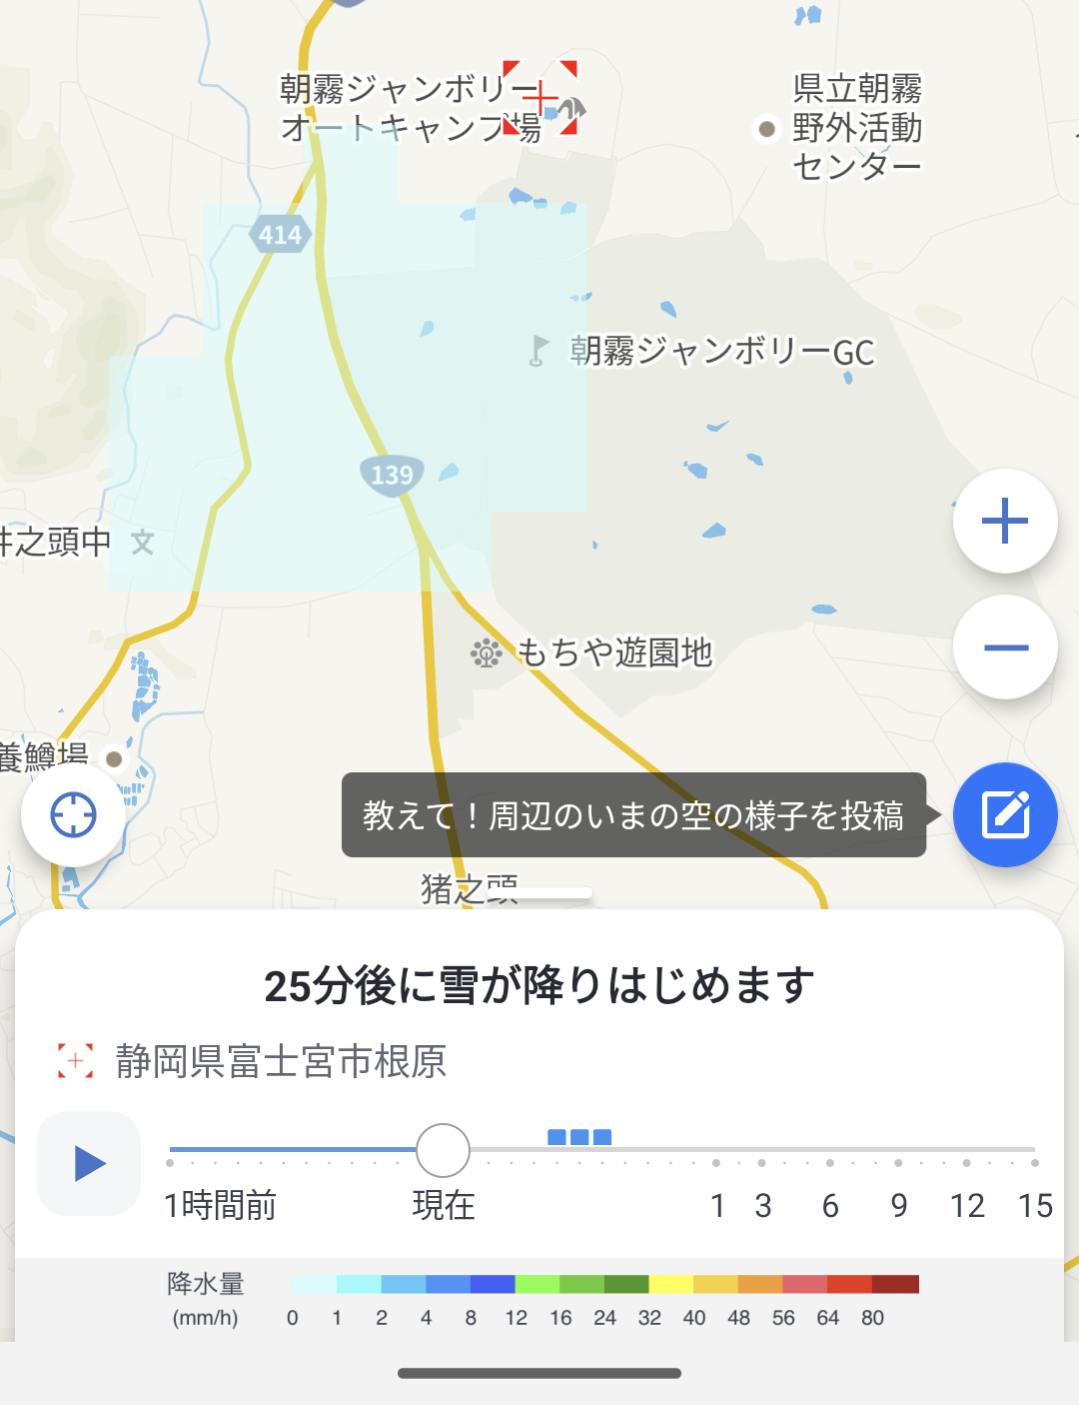 朝霧ジャンボリー
オートキャンプ場
県立朝霧
野外活動
センター
414
朝霧ジャンボリーGC
139
井之頭中
文
もちや遊園地
養鱒場
教えて！周辺のいまの空の様子を投稿
猪之頭
25分後に雪が降りはじめます
静岡県富士宮市根原
1時間前 現在 1 3 6 9 12 15
降水量
(mm/h) 0 1 2 4 8 12 16 24 32 40 48 56 64 80